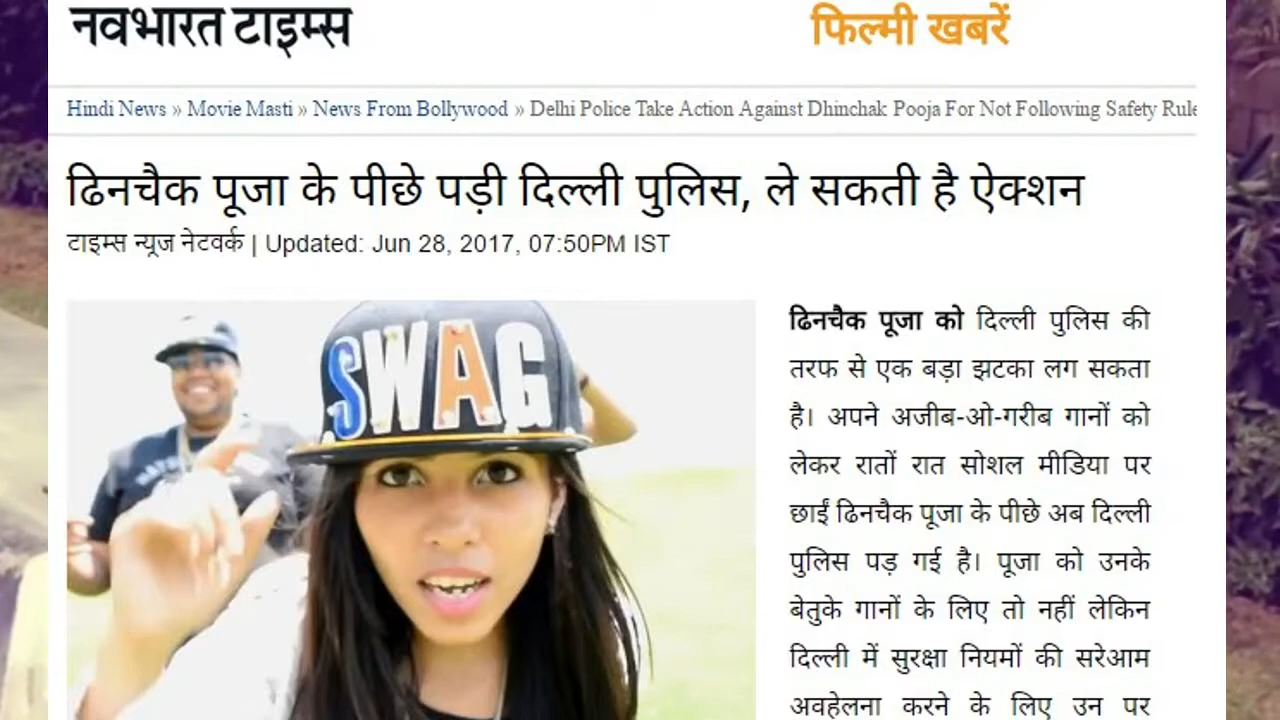 नवभारत टाइम्स
फिल्मी खबरें
Hindi News » Movie Masti » News From Bollywood » Delhi Police Take Action Against Dhinchak Pooja For Not Following Safety Rule
ढिनचैक पूजा के पीछे पड़ी दिल्ली पुलिस, ले सकती है ऐक्शन
टाइम्स न्यूज नेटवर्क | Updated: Jun 28, 2017, 07:50PM IST
SWAG
ढिनचैक पूजा को दिल्ली पुलिस की
तरफ से एक बड़ा झटका लग सकता
है। अपने अजीब-ओ-गरीब गानों को
लेकर रातों रात सोशल मीडिया पर
छाईं ढिनचैक पूजा के पीछे अब दिल्ली
पुलिस पड़ गई है। पूजा को उनके
बेतुके गानों के लिए तो नहीं लेकिन
दिल्ली में सुरक्षा नियमों की सरेआम
अवहेलना करने के लिए उन पर